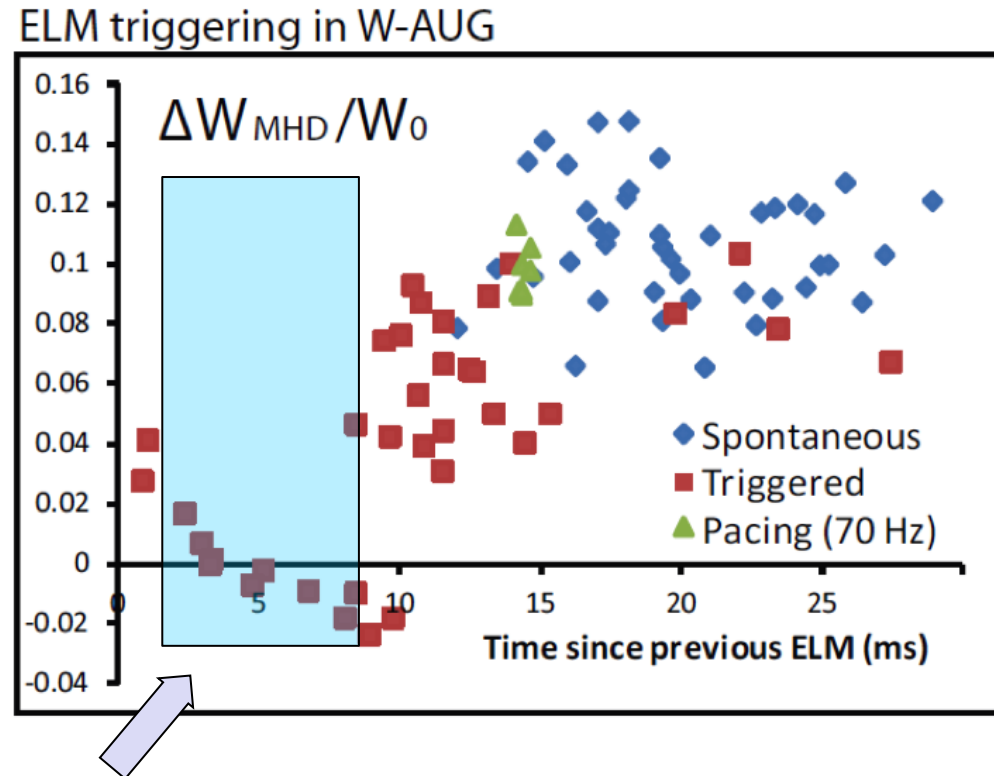 ELM triggering in W-AUG
ΔW MHD /W0
0.16
0.14
0.12
0.1
0.08
0.06
0.04
0.02
0
-0.02
-0.04
0 5 10 15 20 25
Spontaneous
Triggered
Pacing (70 Hz)
Time since previous ELM (ms)